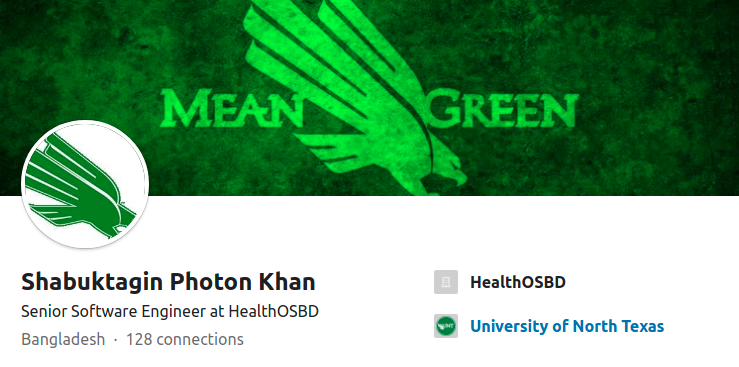 MEAN GREEN
Shabuktagin Photon Khan
Senior Software Engineer at HealthOSBD
Bangladesh · 128 connections
HealthOSBD
University of North Texas